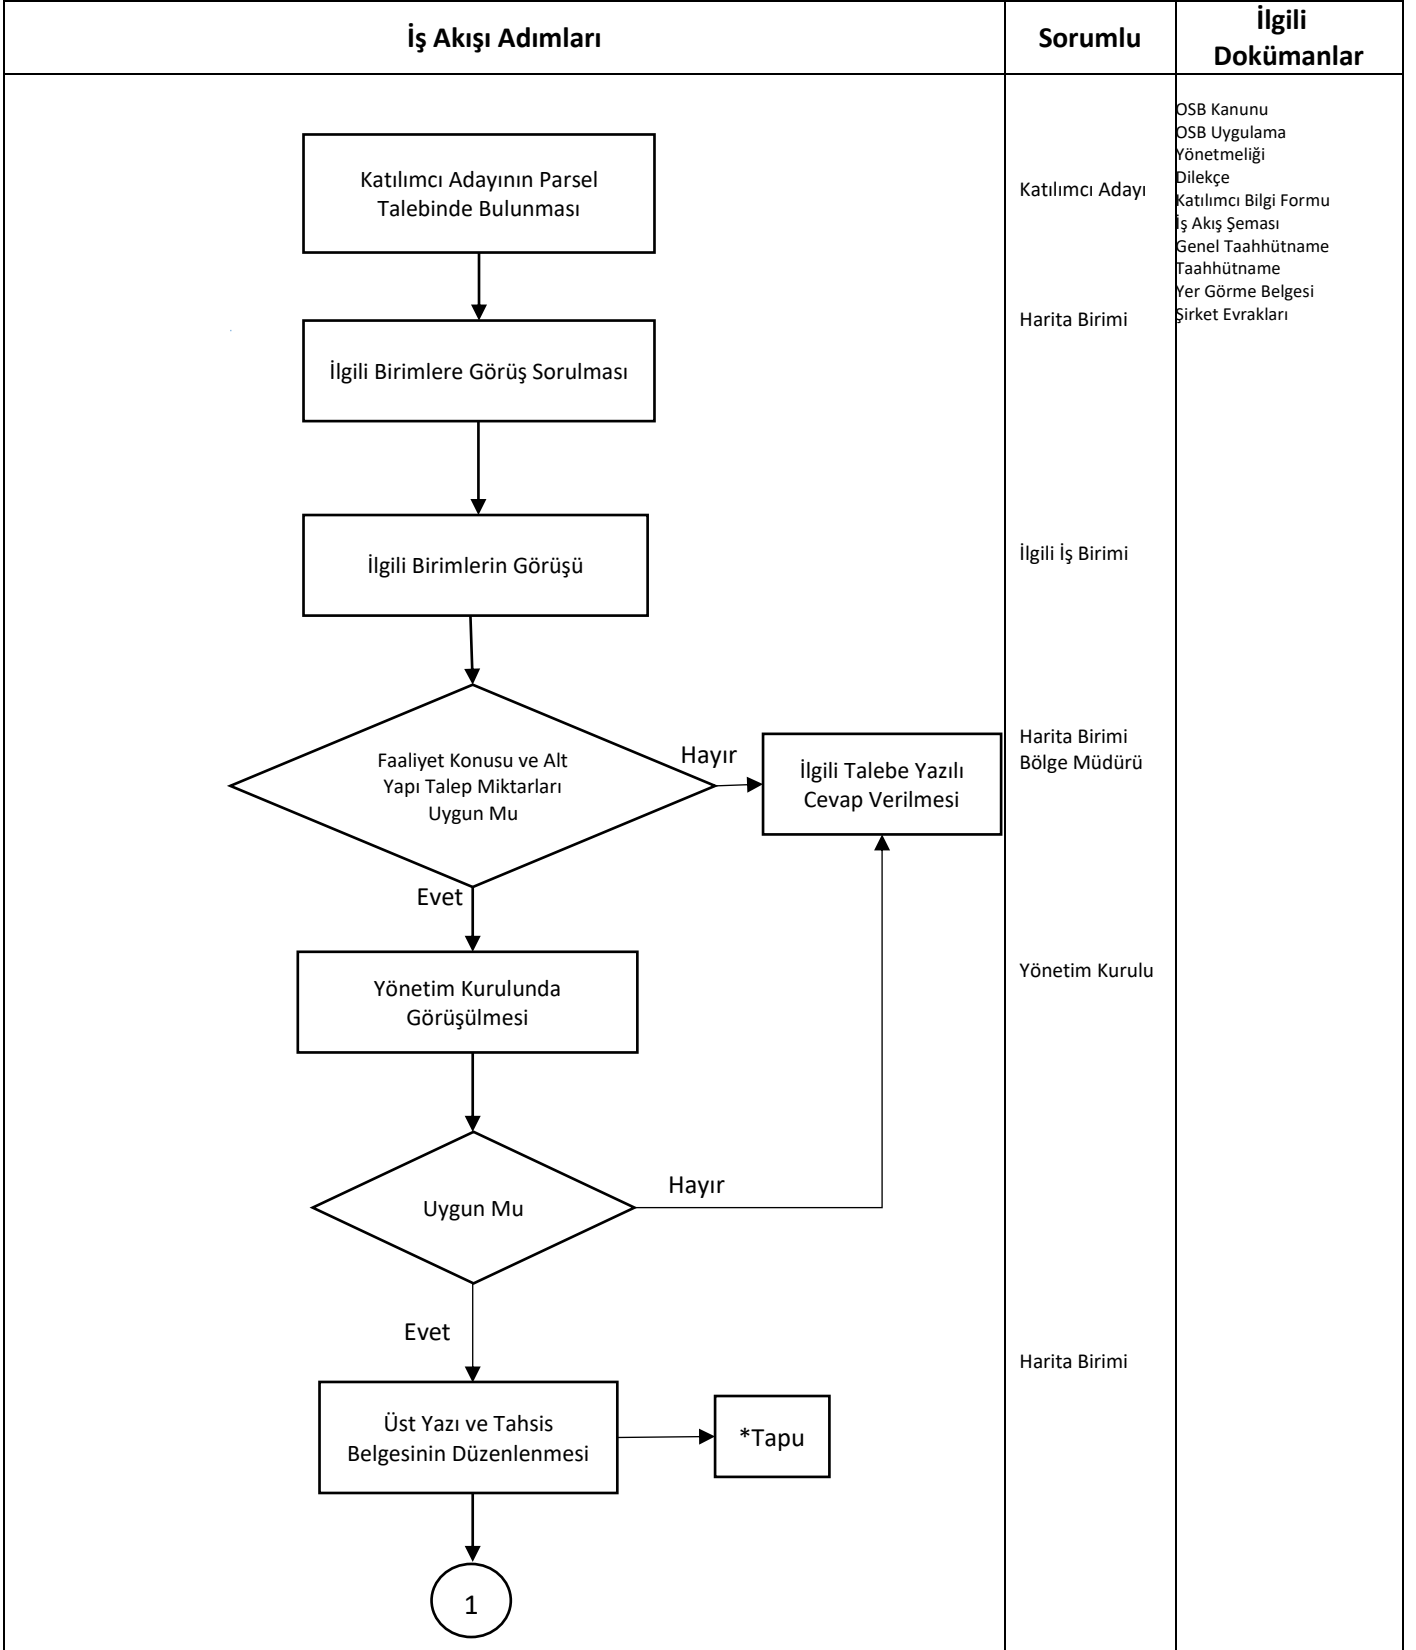 İş Akışı Adımları
Sorumlu
İlgili
Dokümanlar
Katılımcı Adayının Parsel
Talebinde Bulunması
Katılımcı Adayı
OSB Kanunu
OSB Uygulama
Yönetmeliği
Dilekçe
Katılımcı Bilgi Formu
İş Akış Şeması
Genel Taahhütname
Taahhütname
Yer Görme Belgesi
Şirket Evrakları
Harita Birimi
İlgili Birimlere Görüş Sorulması
İlgili Birimlerin Görüşü
İlgili İş Birimi
Faaliyet Konusu ve Alt
Yapı Talep Miktarları
Uygun Mu
Hayır
İlgili Talebe Yazılı
Cevap Verilmesi
Harita Birimi
Bölge Müdürü
Evet
Yönetim Kurulunda
Görüşülmesi
Yönetim Kurulu
Uygun Mu
Hayır
Evet
Harita Birimi
Üst Yazı ve Tahsis
Belgesinin Düzenlenmesi
*Tapu
1